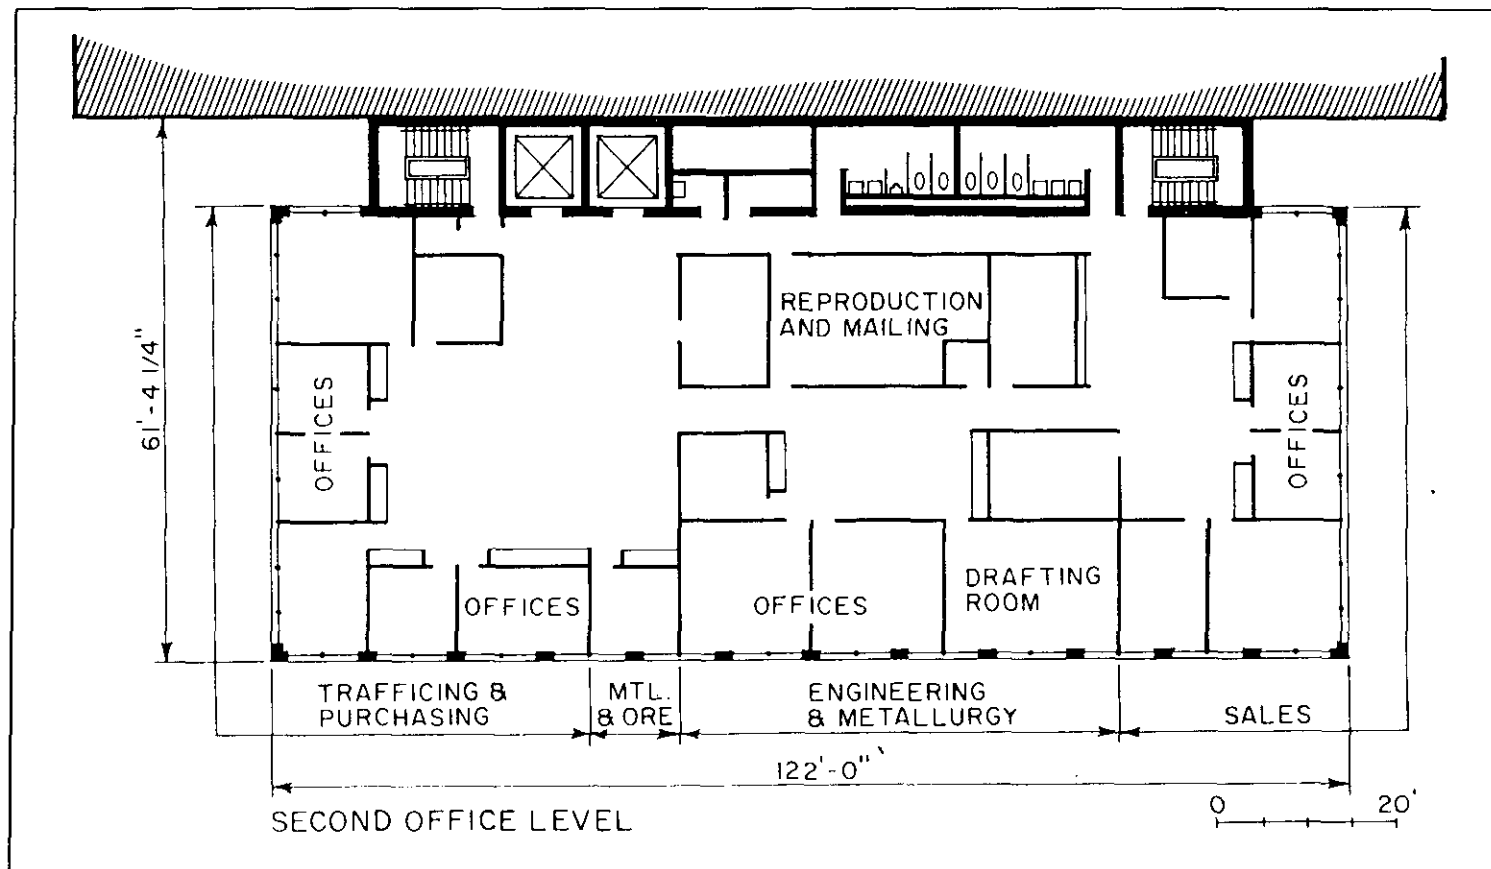 REPRODUCTION
AND MAILING
61'-4 1/4"
OFFICES
OFFICES
OFFICES
OFFICES
DRAFTING
ROOM
TRAFFICING &
PURCHASING
MTL.
& ORE
ENGINEERING
& METALLURGY
SALES
122'-0"
SECOND OFFICE LEVEL
0 20'